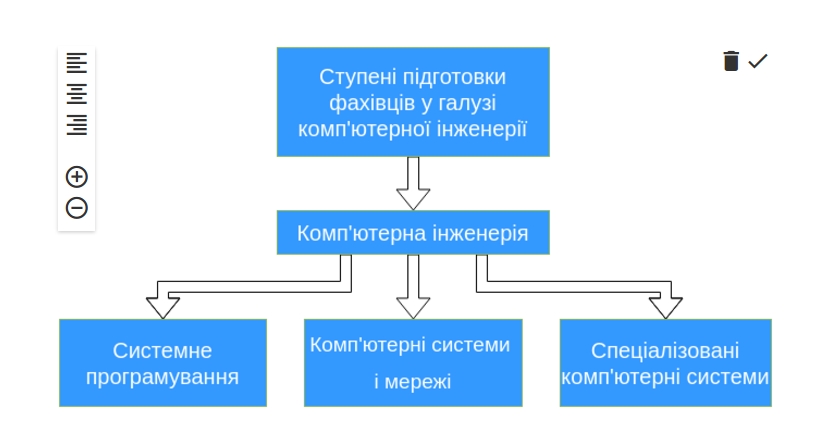 Ступені підготовки
фахівців у галузі
комп'ютерної інженерії
Комп'ютерна інженерія
Системне
програмування
Комп'ютерні системи
і мережі
Спеціалізовані
комп'ютерні системи